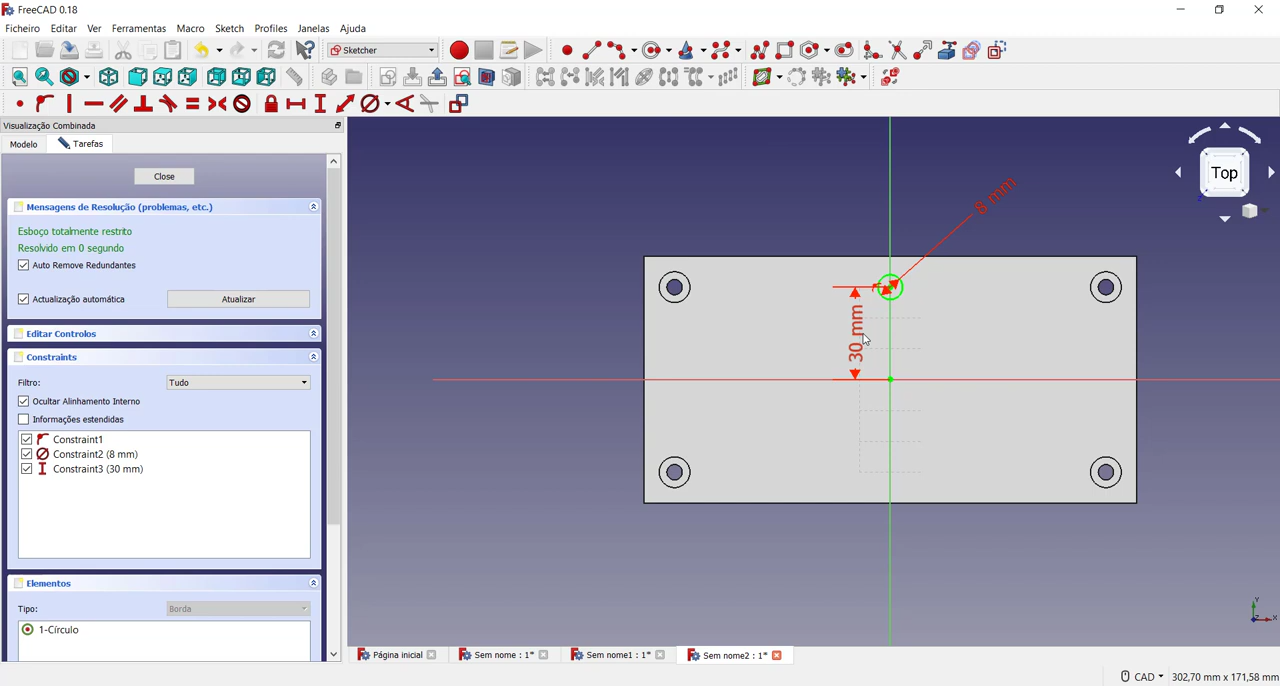 FreeCAD 0.18
Ficheiro Editar Ver Ferramentas Macro Sketch Profiles Janelas Ajuda
Sketcher
Visualização Combinada
Modelo Tarefas
Close
Mensagens de Resolução (problemas, etc.)
Esboço totalmente restrito
Resolvido em 0 segundo
Auto Remove Redundantes
Actualização automática Atualizar
Editar Controlos
Constraints
Filtro: Tudo
Ocultar Alinhamento Interno
Informações estendidas
Constraint1
Constraint2 (8 mm)
Constraint3 (30 mm)
Elementos
Tipo: Borda
1-Círculo
8 mm
30 mm
Top
Z
Y
X
Página inicial Sem nome : 1* Sem nome1 : 1* Sem nome2 : 1*
CAD 302,70 mm x 171,58 mm